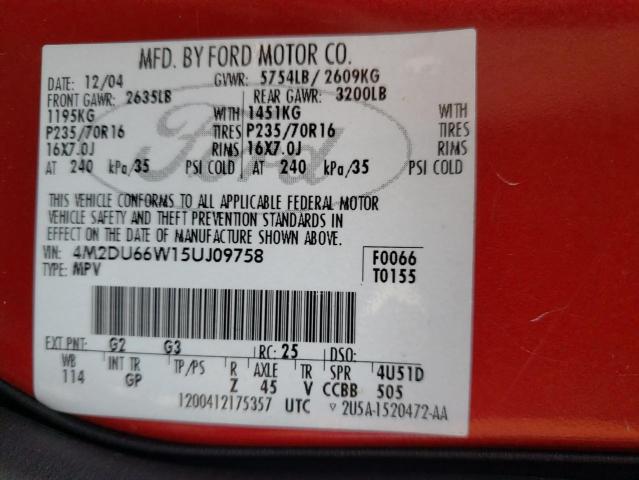 MFD. BY FORD MOTOR CO.
DATE: 12/04 GVWR: 5754LB/ 2609KG
FRONT GAWR: 2635LB REAR GAWR: 3200LB
1195KG WITH 1451KG WITH
P235/70R16 TIRES P235/70R16 TIRES
16X7.0J RIMS 16X7.0J RIMS
AT 240 kPa/35 PSI COLD AT 240 kPa/35 PSI COLD
Ford
THIS VEHICLE CONFORMS TO ALL APPLICABLE FEDERAL MOTOR
VEHICLE SAFETY AND THEFT PREVENTION STANDARDS IN
EFFECT ON THE DATE OF MANUFACTURE SHOWN ABOVE.
VIN: 4M2DU66W15UJ09758 F0066
TYPE: MPV T0155
EXT PNT: G2 G3 RC: 25 DSO:
WB INT TR TP/PS R AXLE TR SPR 4U51D
114 GP Z 45 V CCBB 505
1200412175357 UTC ▽ 2U5A-1520472-AA